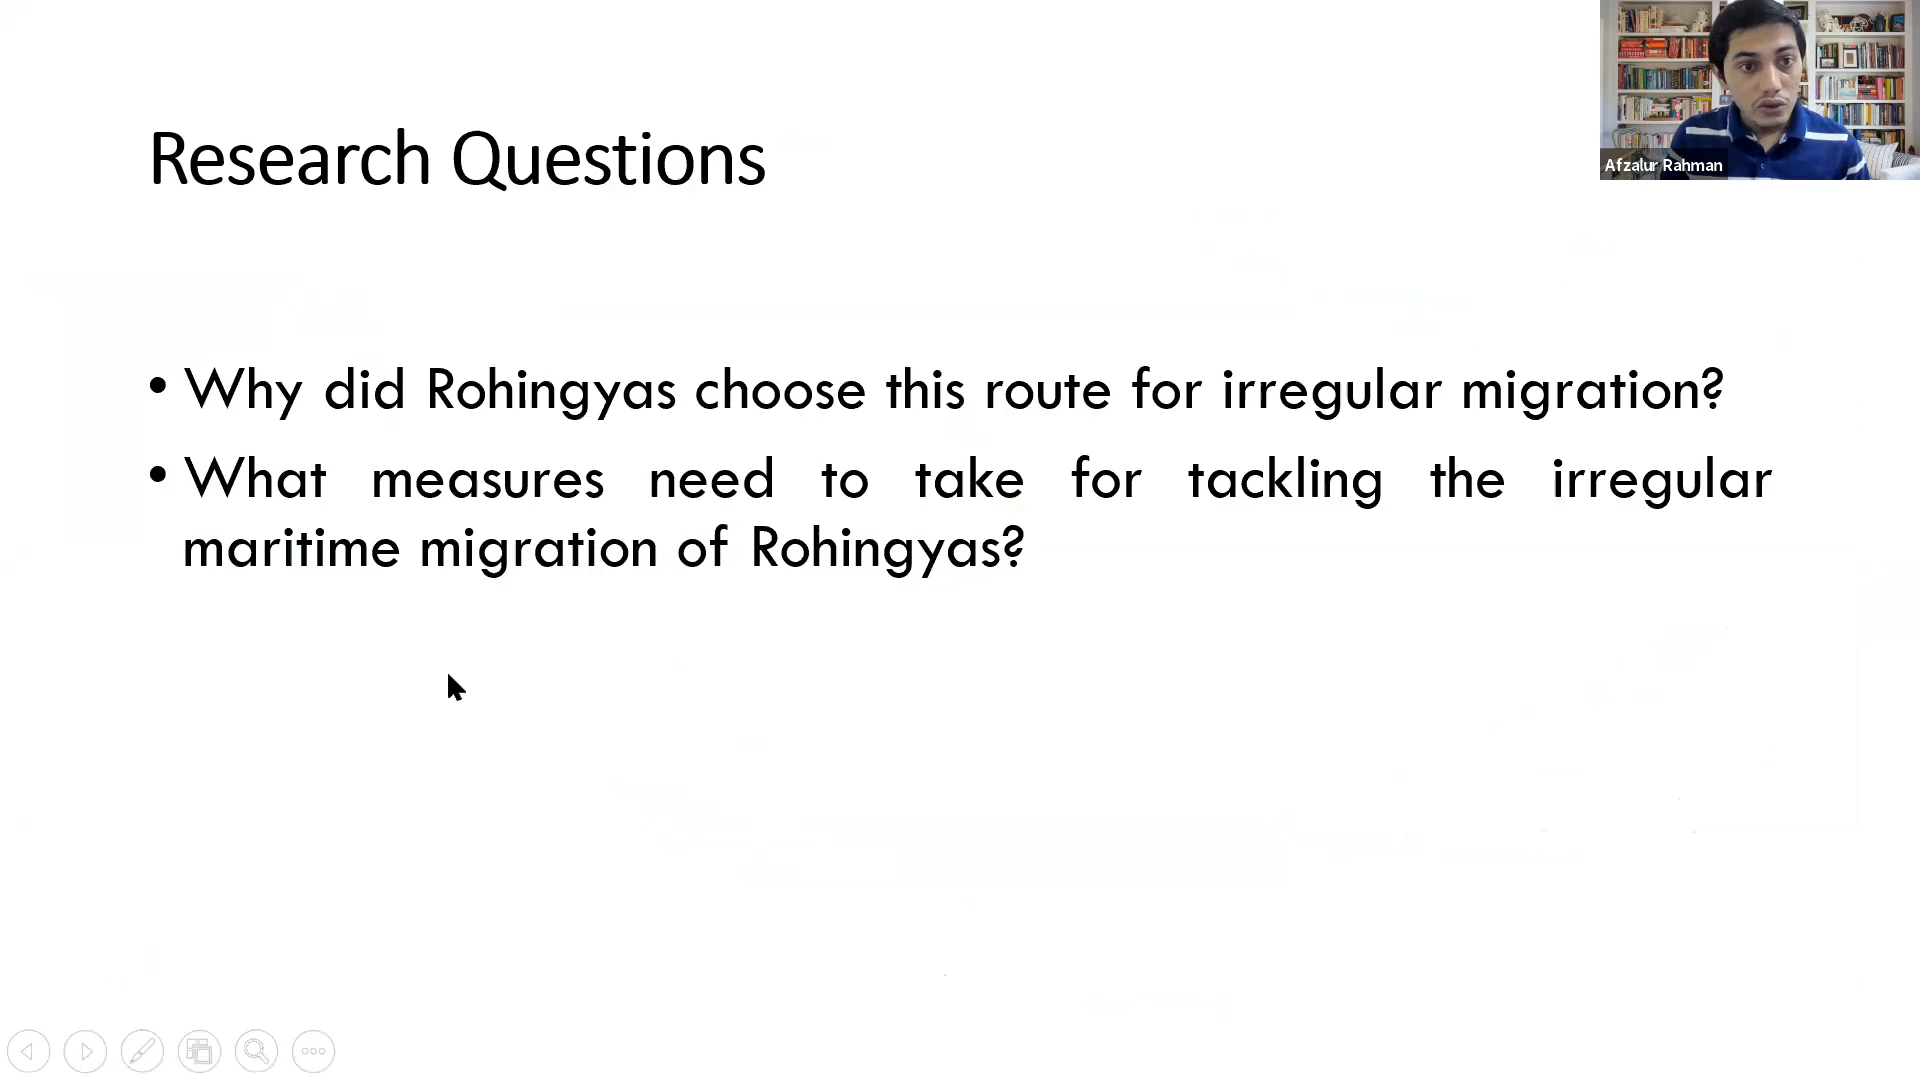 Research Questions
Afzalur Rahman
• Why did Rohingyas choose this route for irregular migration?
• What measures need to take for tackling the irregular
maritime migration of Rohingyas?